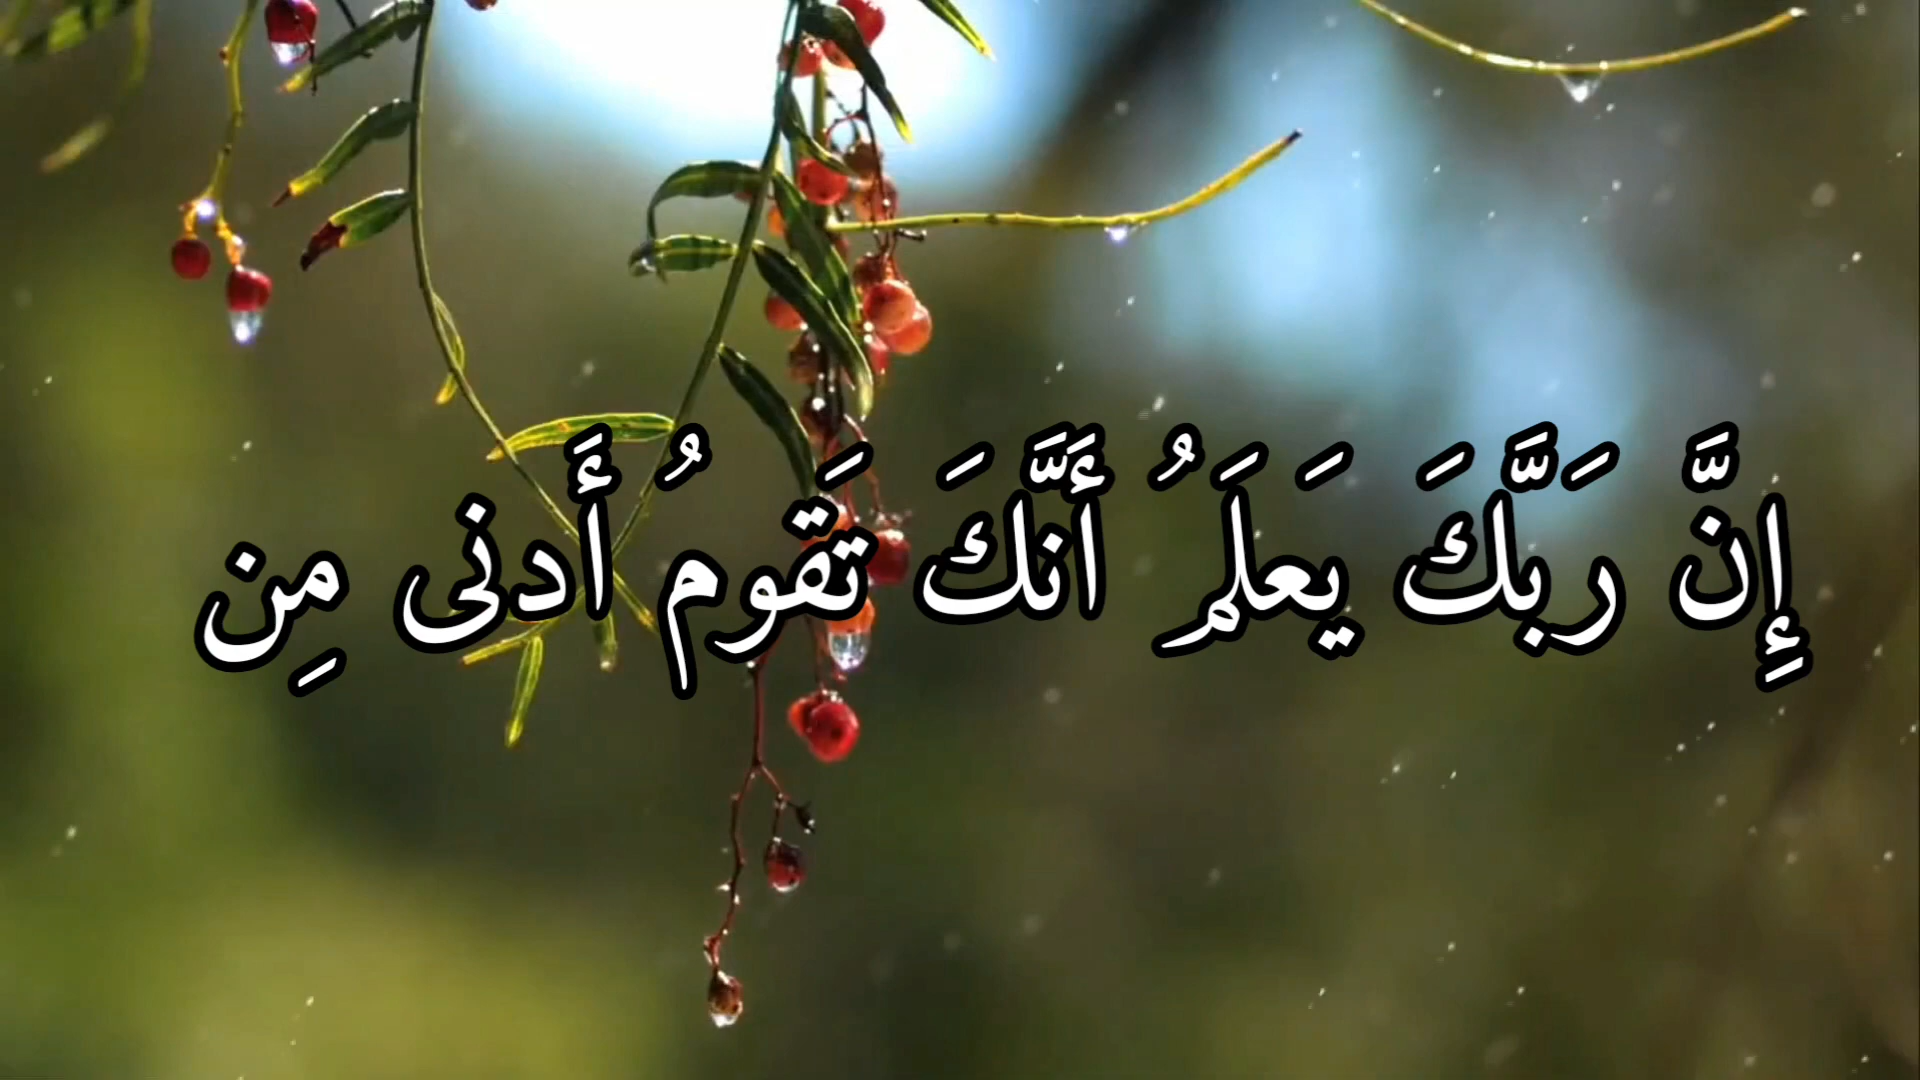 إِنَّ رَبَّكَ يَعلَمُ أَنَّكَ تَقومُ أَدنى مِن